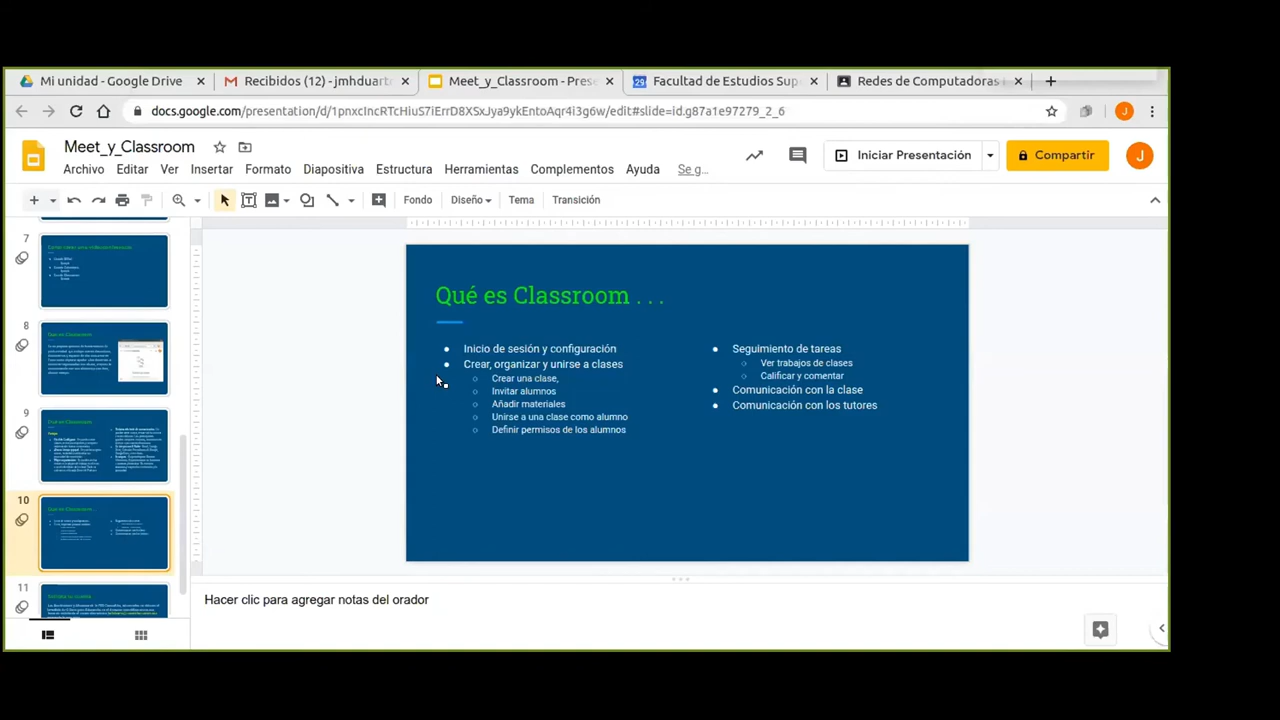 Mi unidad - Google Drive
Recibidos (12) - jmhduart
Meet_y_Classroom - Prese
Facultad de Estudios Sup
Redes de Computadoras
docs.google.com/presentation/d/1pnxcIncRTcHiuS7iErrD8XSxJya9ykEntoAqr4i3g6w/edit#slide=id.g87a1e97279_2_6
Meet_y_Classroom
Archivo Editar Ver Insertar Formato Diapositiva Estructura Herramientas Complementos Ayuda Se g...
Iniciar Presentación
Compartir
J
Fondo Diseño Tema Transición
7
8
9
10
11
Qué es Classroom . . .
Inicio de sesión y configuración
Crear, organizar y unirse a clases
Crear una clase,
Invitar alumnos
Añadir materiales
Unirse a una clase como alumno
Definir permisos de los alumnos
Seguimiento de tareas
Ver trabajos de clases
Calificar y comentar
Comunicación con la clase
Comunicación con los tutores
Hacer clic para agregar notas del orador